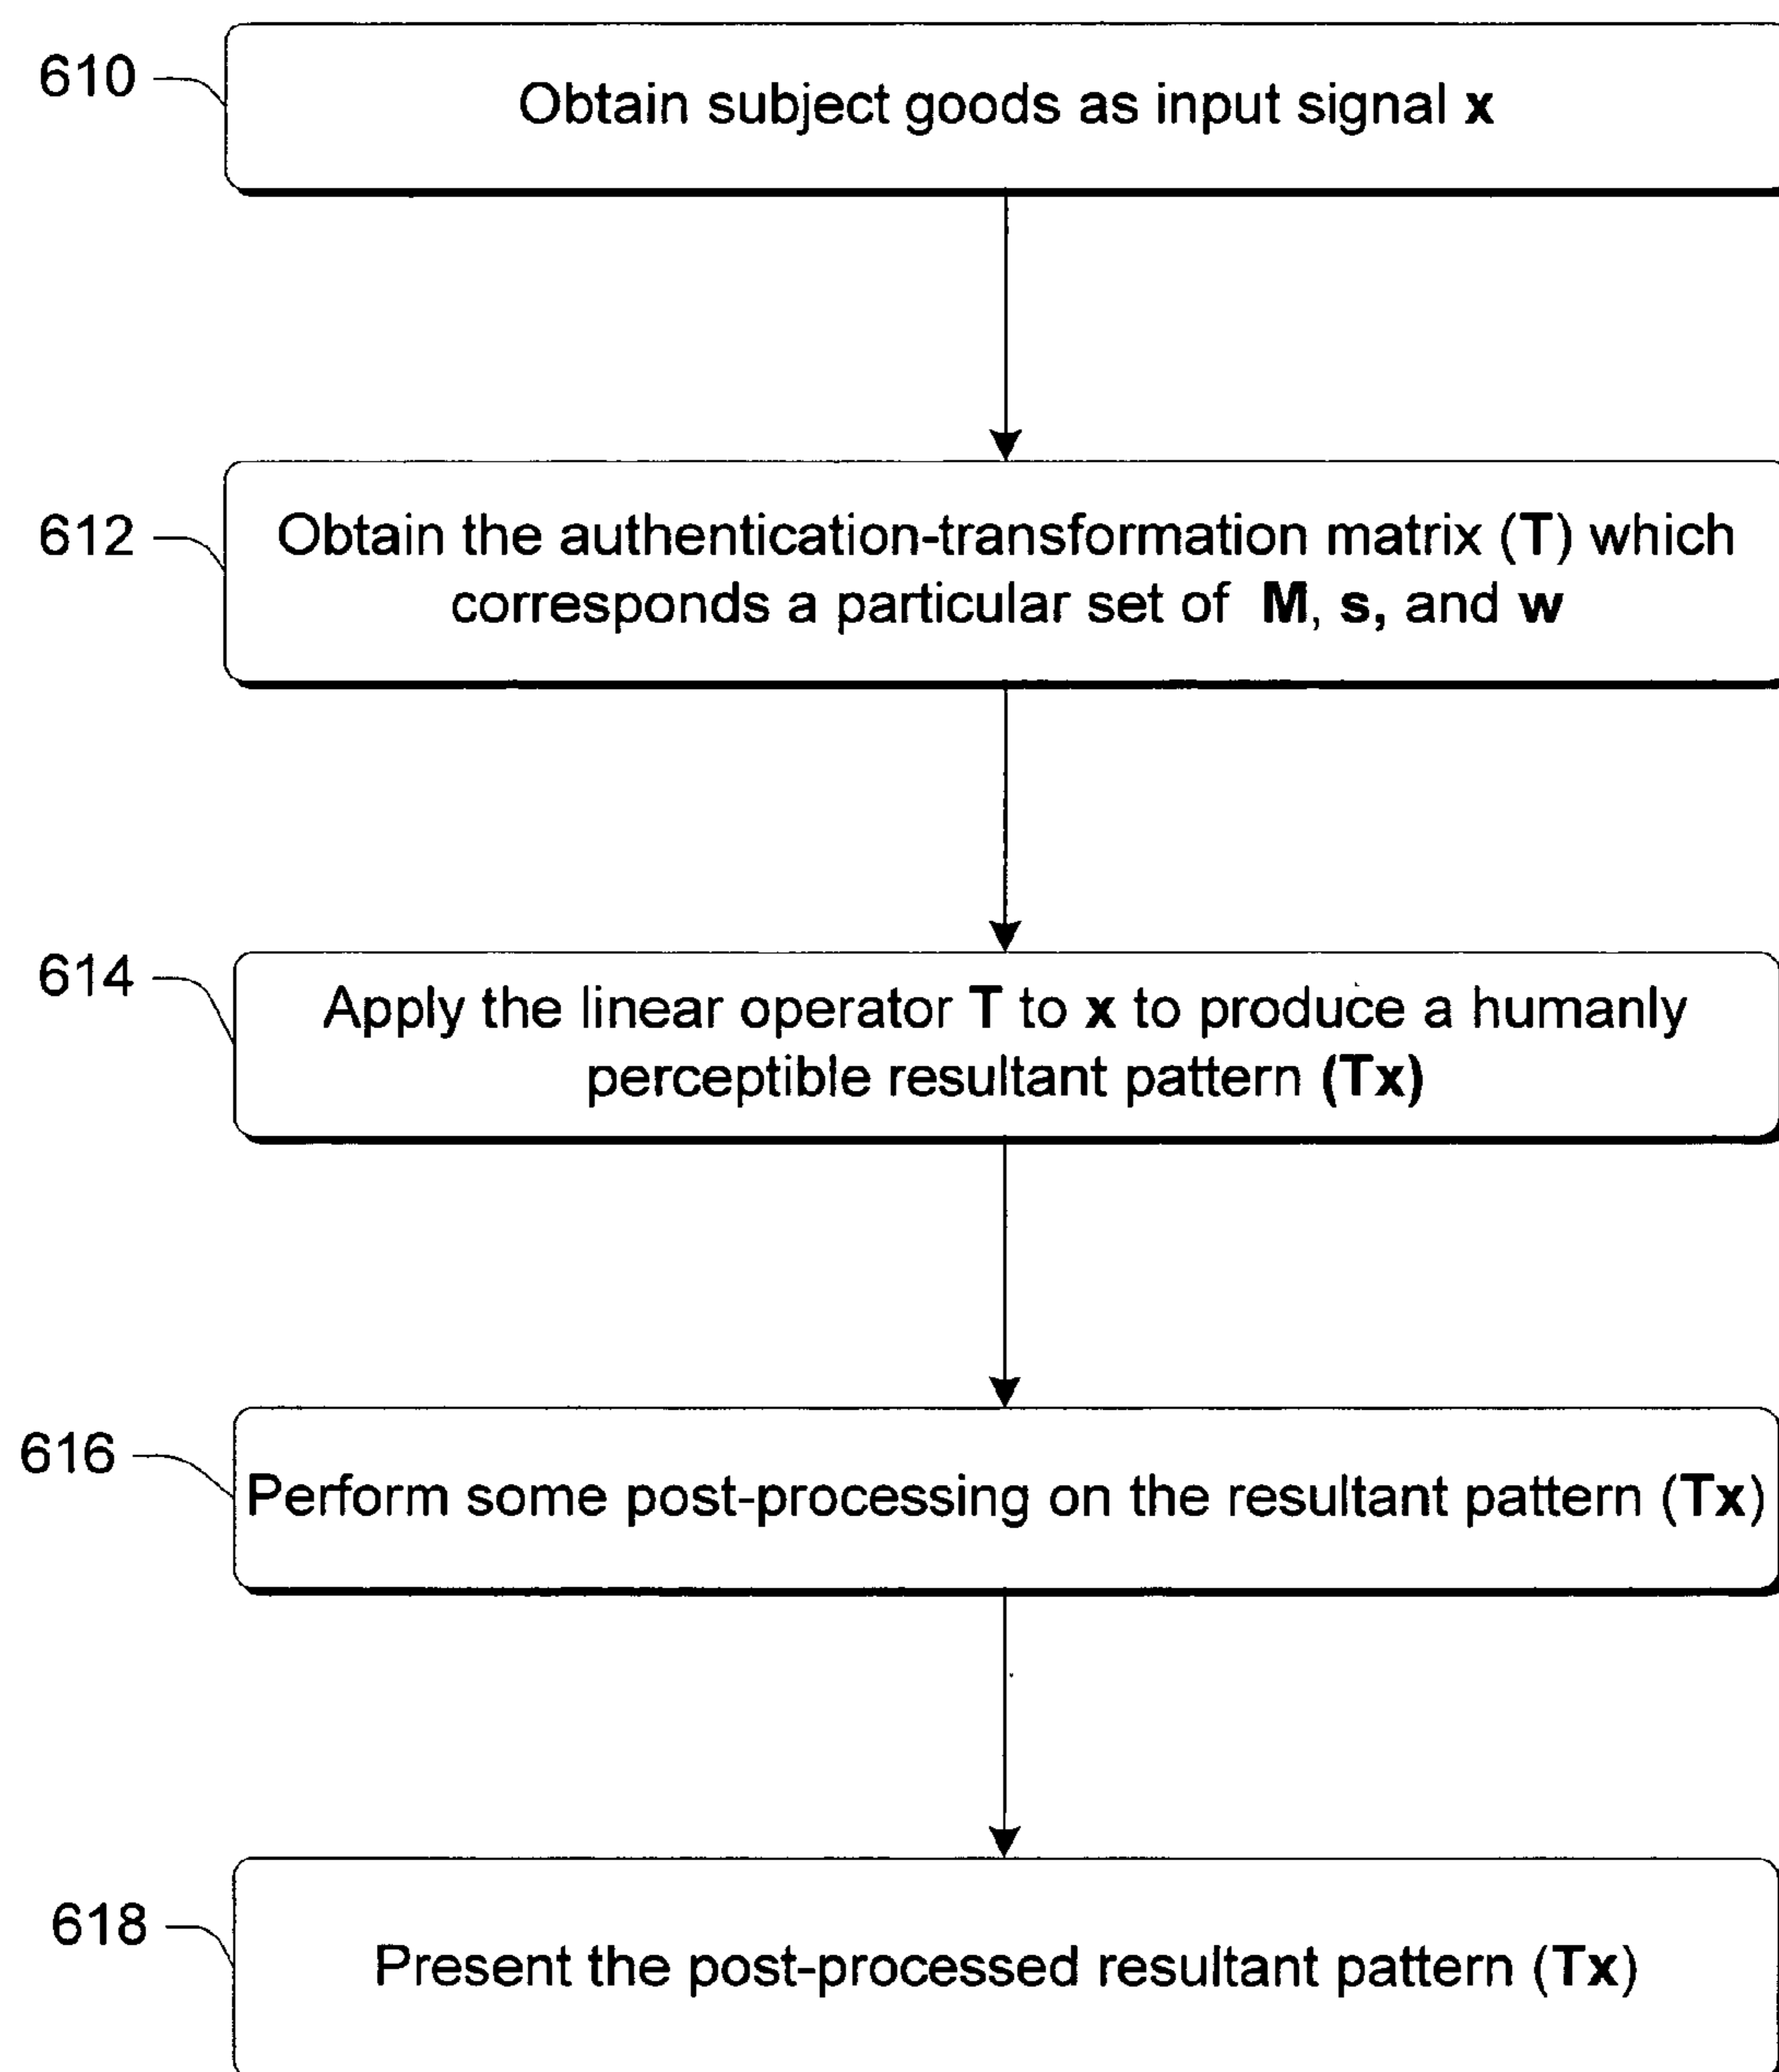 610
Obtain subject goods as input signal x
612
Obtain the authentication-transformation matrix (T) which
corresponds a particular set of M, s, and w
614
Apply the linear operator T to x to produce a humanly
perceptible resultant pattern (Tx)
616
Perform some post-processing on the resultant pattern (Tx)
618
Present the post-processed resultant pattern (Tx)